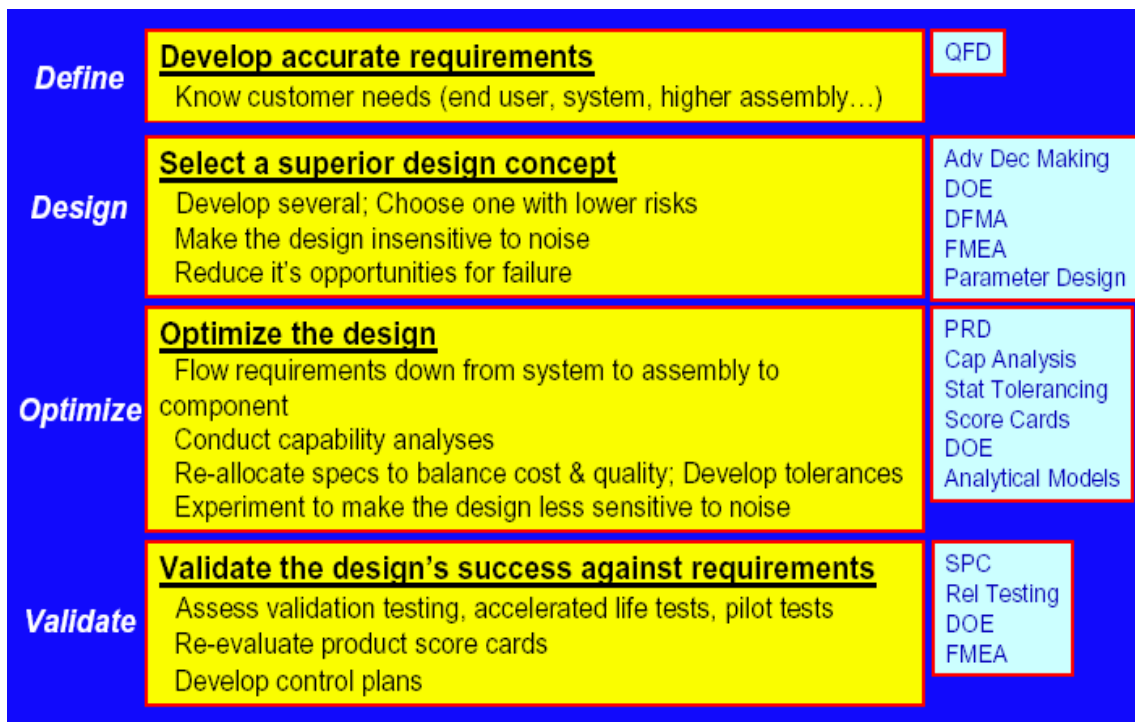 Define
Develop accurate requirements
Know customer needs (end user, system, higher assembly…)
QFD
Design
Select a superior design concept
Develop several; Choose one with lower risks
Make the design insensitive to noise
Reduce it's opportunities for failure
Adv Dec Making
DOE
DFMA
FMEA
Parameter Design
Optimize
Optimize the design
Flow requirements down from system to assembly to
component
Conduct capability analyses
Re-allocate specs to balance cost & quality; Develop tolerances
Experiment to make the design less sensitive to noise
PRD
Cap Analysis
Stat Tolerancing
Score Cards
DOE
Analytical Models
Validate
Validate the design's success against requirements
Assess validation testing, accelerated life tests, pilot tests
Re-evaluate product score cards
Develop control plans
SPC
Rel Testing
DOE
FMEA